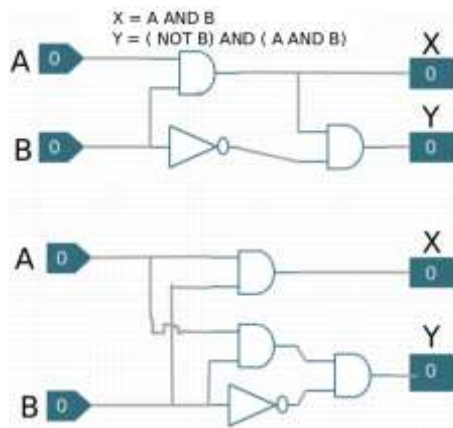 X = A AND B
Y = ( NOT B) AND ( A AND B)
A 0
X
0
B 0
Y
0
A 0
X
0
Y
0
B 0